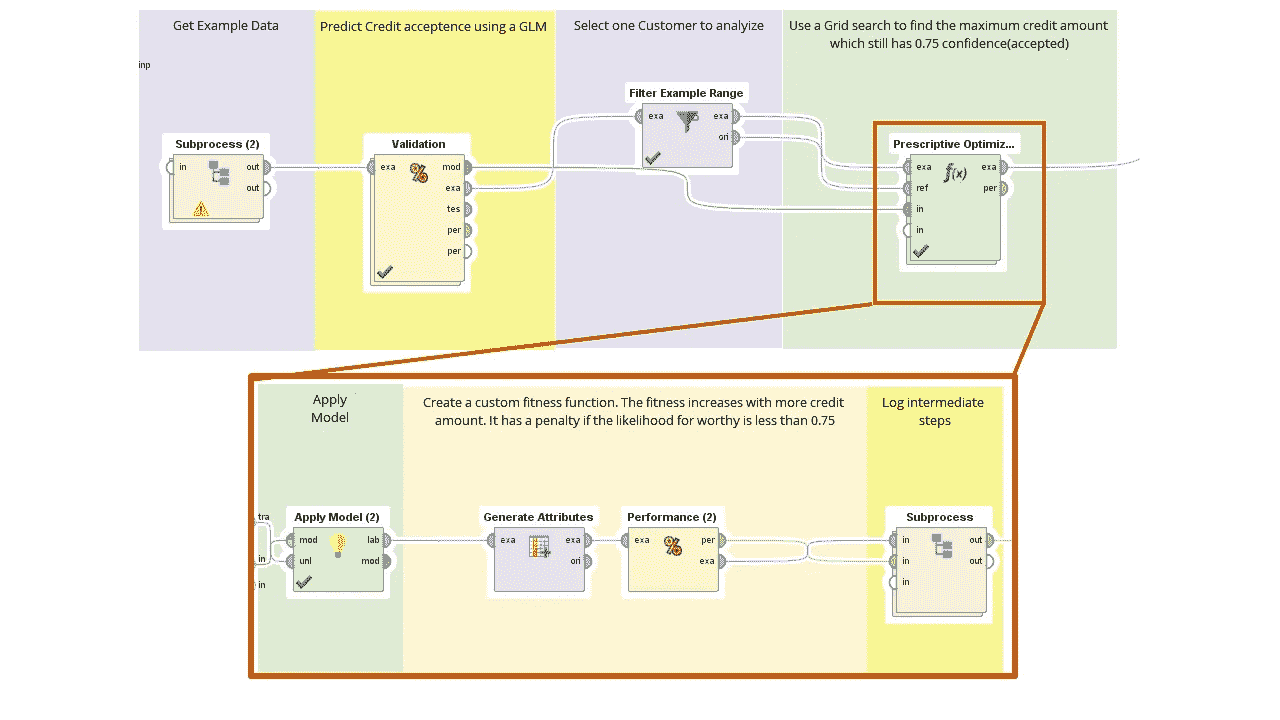 Get Example Data
Predict Credit acceptence using a GLM
Select one Customer to analyize
Use a Grid search to find the maximum credit amount
which still has 0.75 confidence(accepted)
inp
Filter Example Range
exa
exa
ori
Subprocess (2)
in
out
out
Validation
exa
mod
exa
tes
per
per
Prescriptive Optimiz...
exa
exa
ref
per
in
in
Apply
Model
Create a custom fitness function. The fitness increases with more credit
amount. It has a penalty if the likelihood for worthy is less than 0.75
Log intermediate
steps
tra
in
in
Apply Model (2)
mod
lab
unl
mod
Generate Attributes
exa
exa
ori
Performance (2)
exa
per
exa
Subprocess
in
out
in
out
in